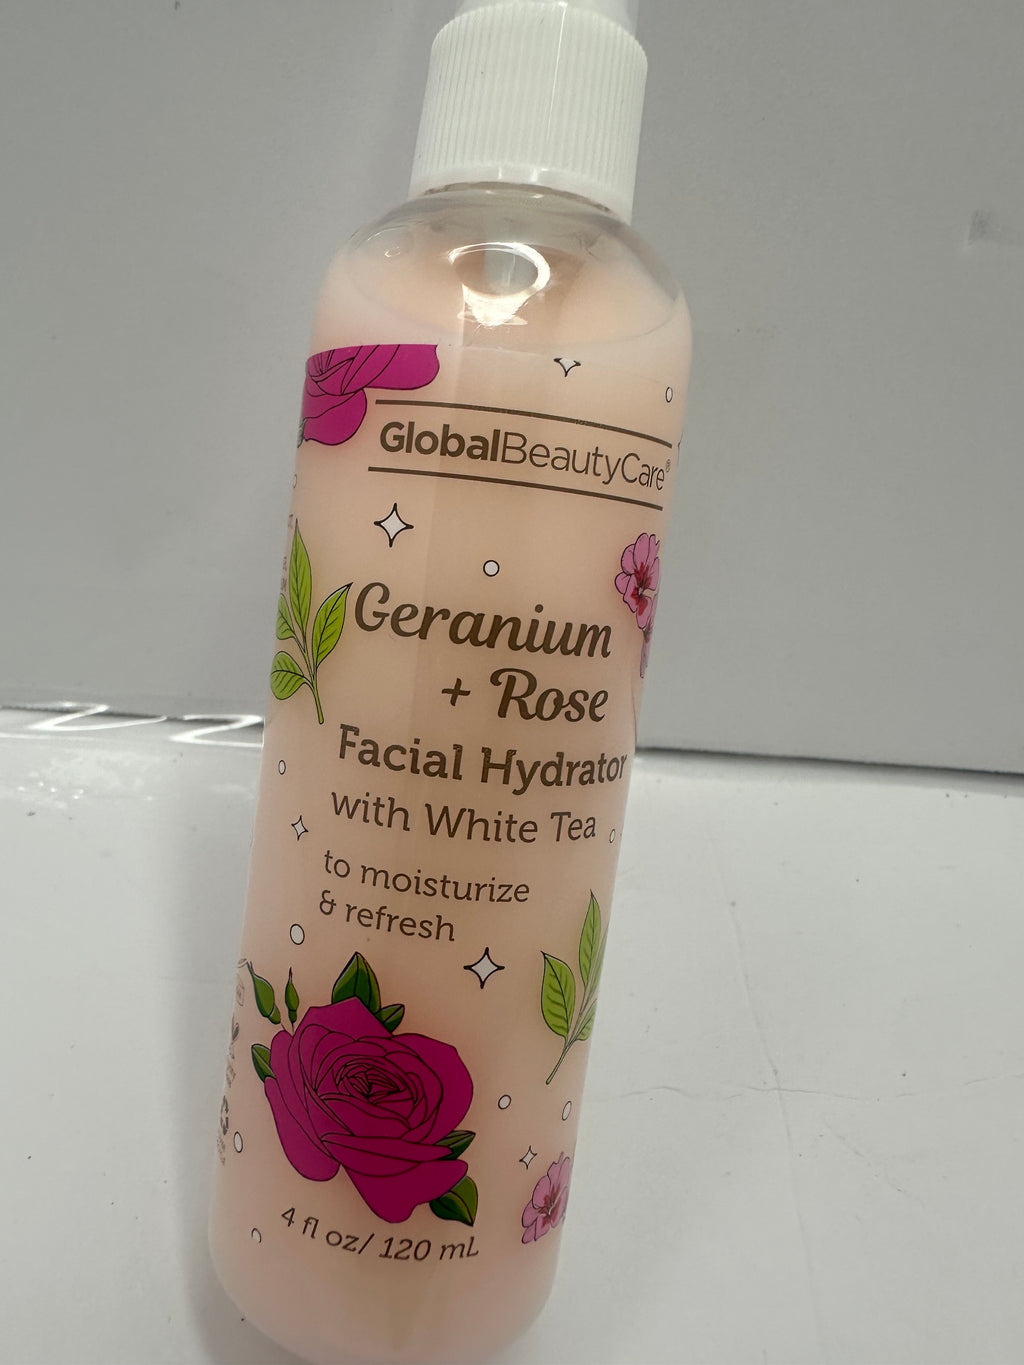 GlobalBeautyCare®
Geranium
+ Rose
Facial Hydrator
with White Tea
to moisturize
& refresh
4 fl oz/ 120 mL